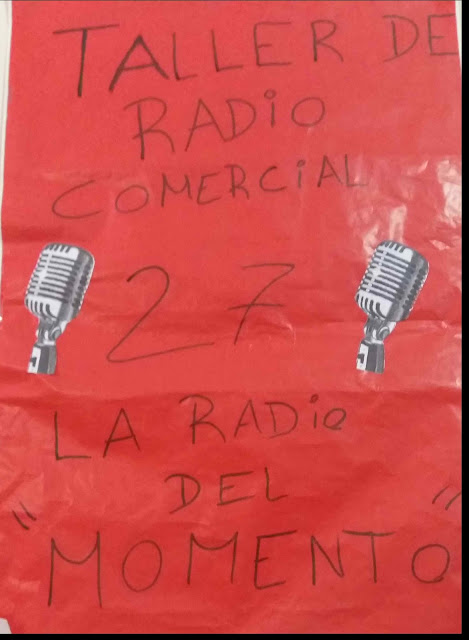 TALLER DE
RADiO
COMERCiAL
27
LA RADio
DEL
"MOMENTO"